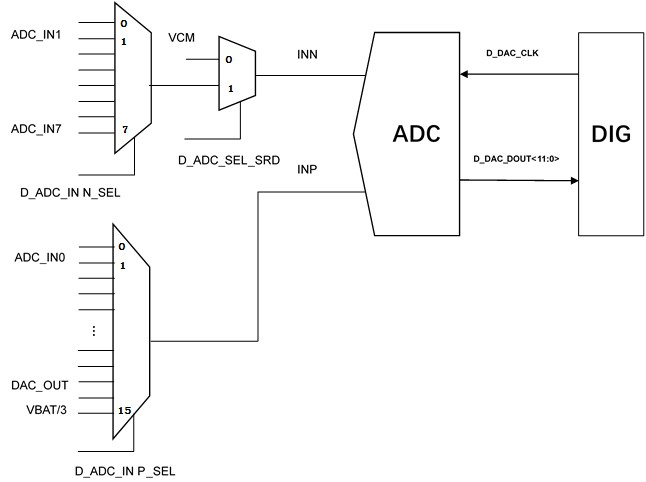 ADC_IN1
0
1
ADC_IN7
7
D_ADC_IN N_SEL
VCM
0
1
D_ADC_SEL_SRD
INN
INP
ADC
D_DAC_CLK
D_DAC_DOUT<11:0>
DIG
ADC_IN0
0
1
⋮
DAC_OUT
VBAT/3
15
D_ADC_IN P_SEL